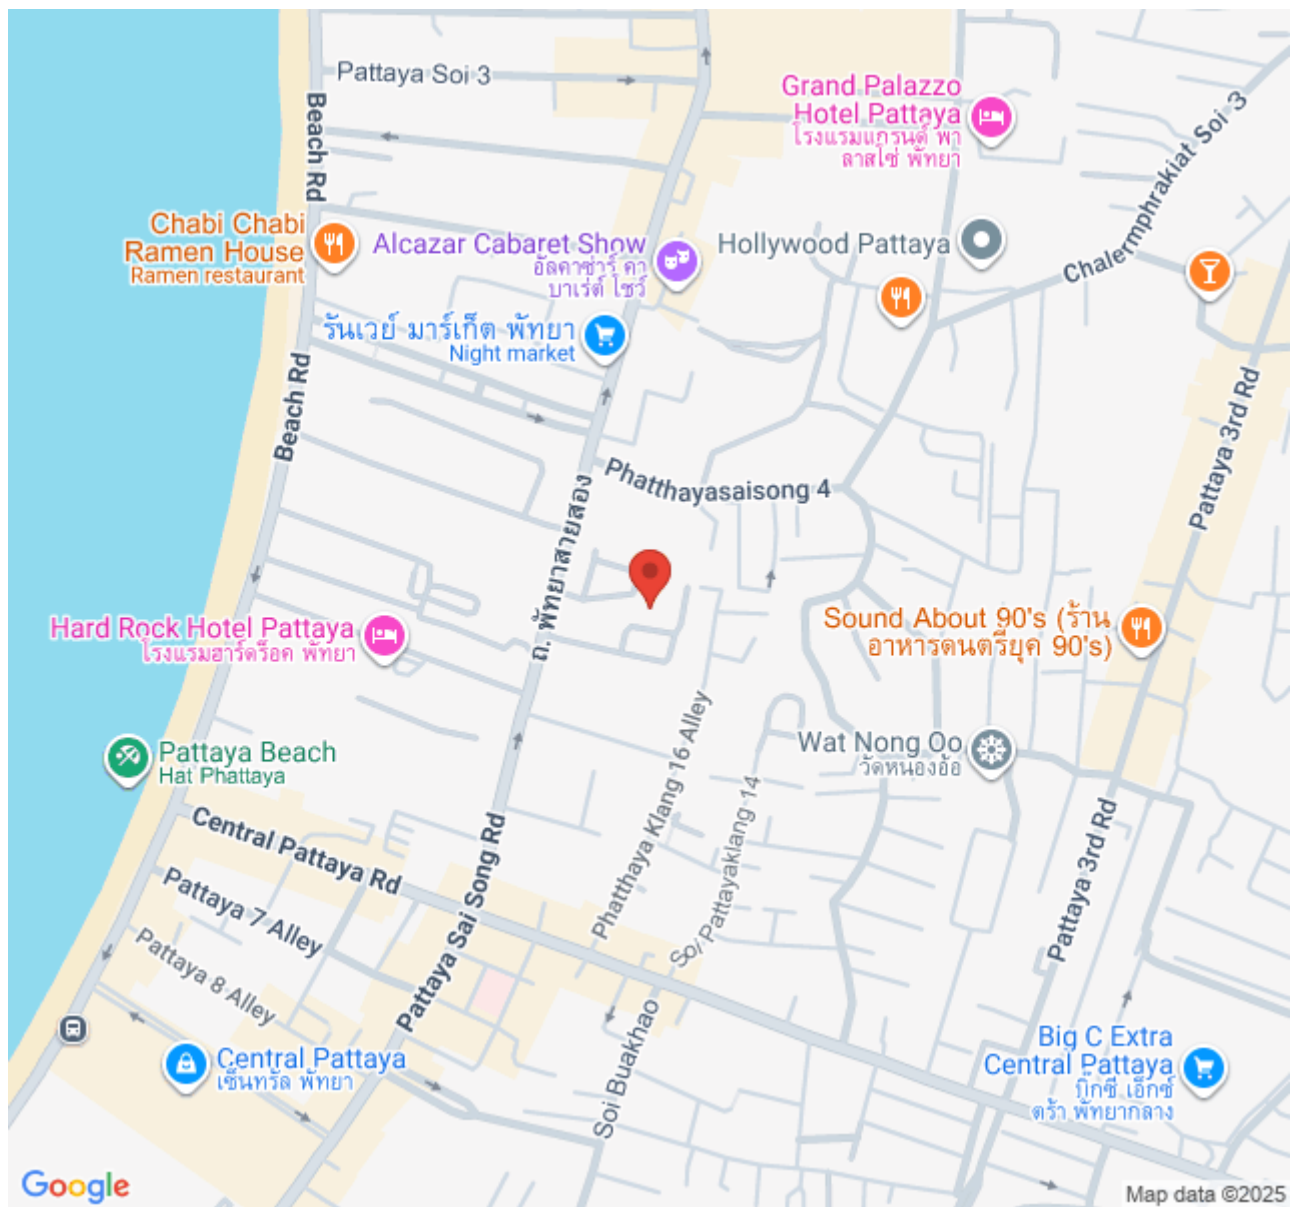 Pattaya Soi 3
Beach Rd
Grand Palazzo
Hotel Pattaya
โรงแรมแกรนด์ พา
ลาสโซ่ พัทยา
Chalermphrakiat Soi 3
Chabi Chabi
Ramen House
Ramen restaurant
Alcazar Cabaret Show
อัลคาซ่าร์ คา
บาเร่ต์ โชว์
Hollywood Pattaya
รันเวย์ มาร์เก็ต พัทยา
Night market
Beach Rd
Pattaya 3rd Rd
Phatthayasaisong 4
ถ. พัทยาสายสอง
Hard Rock Hotel Pattaya
โรงแรมฮาร์ดร็อค พัทยา
Sound About 90's (ร้าน
อาหารดนตรียุค 90's)
Pattaya Beach
Hat Phattaya
Wat Nong Oo
วัดหนองอ้อ
Phatthaya Klang 16 Alley
Soi Pattayaklang 14
Central Pattaya Rd
Pattaya Sai Song Rd
Pattaya 3rd Rd
Pattaya 7 Alley
Pattaya 8 Alley
Soi Buakhao
Central Pattaya
เซ็นทรัล พัทยา
Big C Extra
Central Pattaya
บิ๊กซี เอ็กซ์
ตร้า พัทยากลาง
Google
Map data ©2025